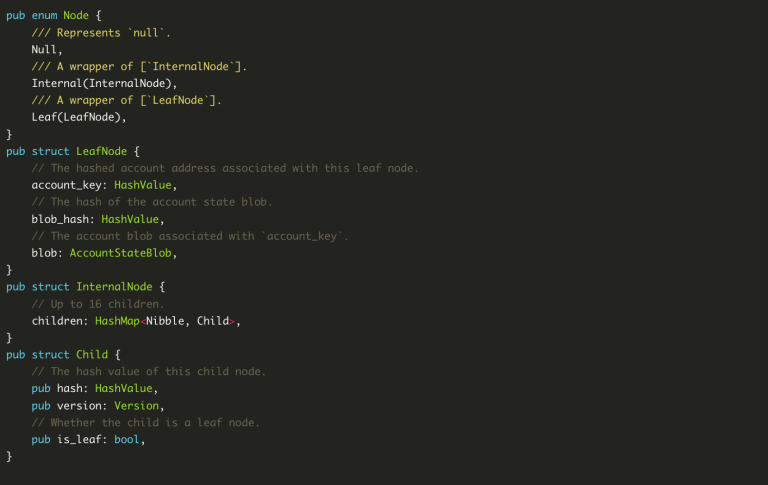 pub enum Node {
    /// Represents `null`.
    Null,
    /// A wrapper of [`InternalNode`].
    Internal(InternalNode),
    /// A wrapper of [`LeafNode`].
    Leaf(LeafNode),
}
pub struct LeafNode {
    // The hashed account address associated with this leaf node.
    account_key: HashValue,
    // The hash of the account state blob.
    blob_hash: HashValue,
    // The account blob associated with `account_key`.
    blob: AccountStateBlob,
}
pub struct InternalNode {
    // Up to 16 children.
    children: HashMap<Nibble, Child>,
}
pub struct Child {
    // The hash value of this child node.
    pub hash: HashValue,
    pub version: Version,
    // Whether the child is a leaf node.
    pub is_leaf: bool,
}